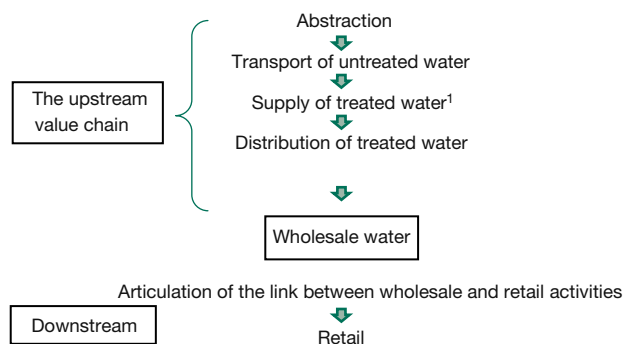 Abstraction
Transport of untreated water
The upstream
value chain
Supply of treated water¹
Distribution of treated water
Wholesale water
Articulation of the link between wholesale and retail activities
Downstream
Retail